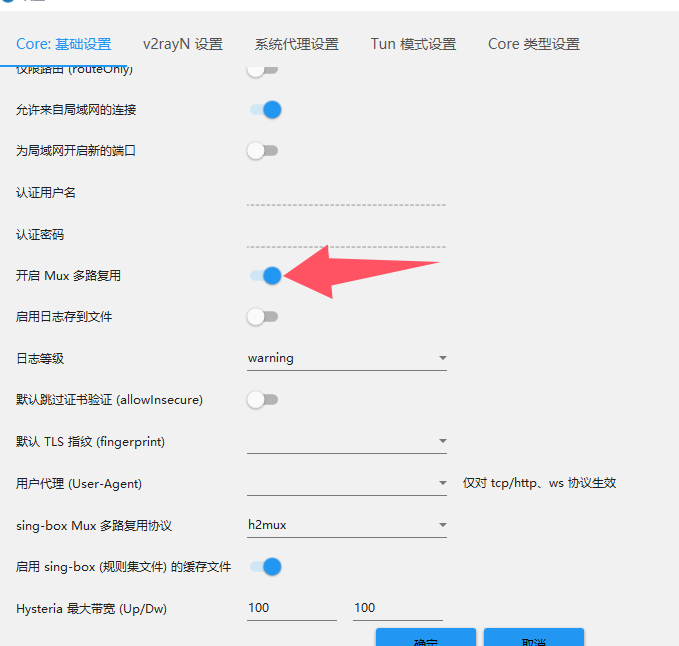 Core: 基础设置 v2rayN 设置 系统代理设置 Tun 模式设置 Core 类型设置
仅限路由 (routeOnly)
允许来自局域网的连接
为局域网开启新的端口
认证用户名
认证密码
开启 Mux 多路复用
启用日志存到文件
日志等级 warning
默认跳过证书验证 (allowInsecure)
默认 TLS 指纹 (fingerprint)
用户代理 (User-Agent) 仅对 tcp/http、ws 协议生效
sing-box Mux 多路复用协议 h2mux
启用 sing-box (规则集文件) 的缓存文件
Hysteria 最大带宽 (Up/Dw) 100 100
确定 取消